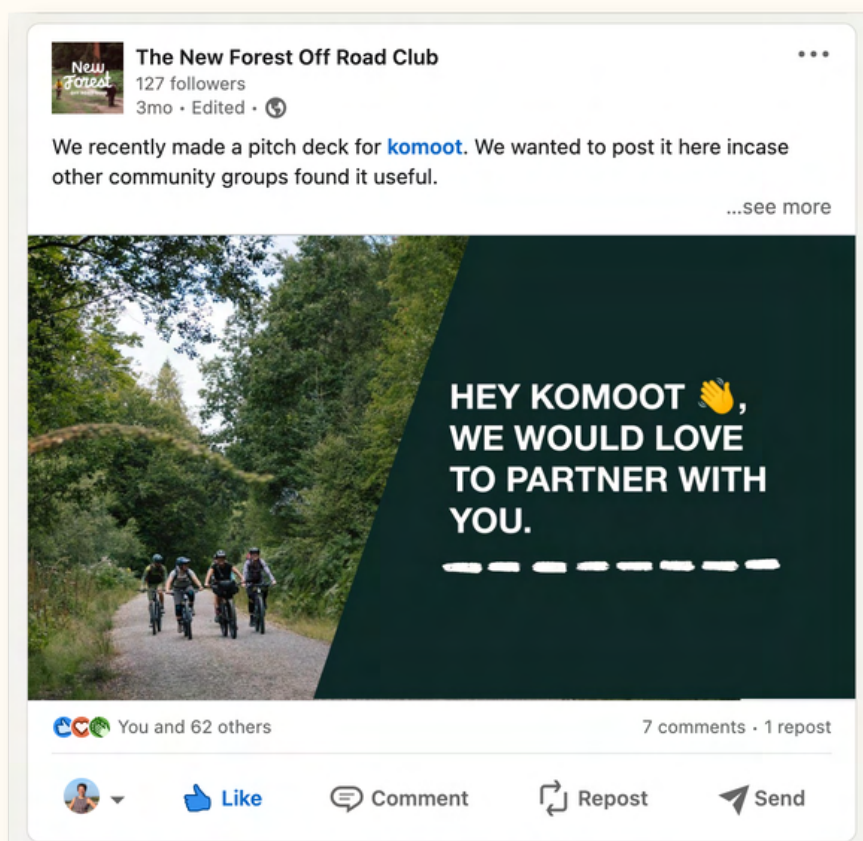 New
Forest
The New Forest Off Road Club
127 followers
3mo • Edited •
We recently made a pitch deck for komoot. We wanted to post it here incase
other community groups found it useful.
...see more
HEY KOMOOT 👋,
WE WOULD LOVE
TO PARTNER WITH
YOU.
You and 62 others
7 comments · 1 repost
Like
Comment
Repost
Send